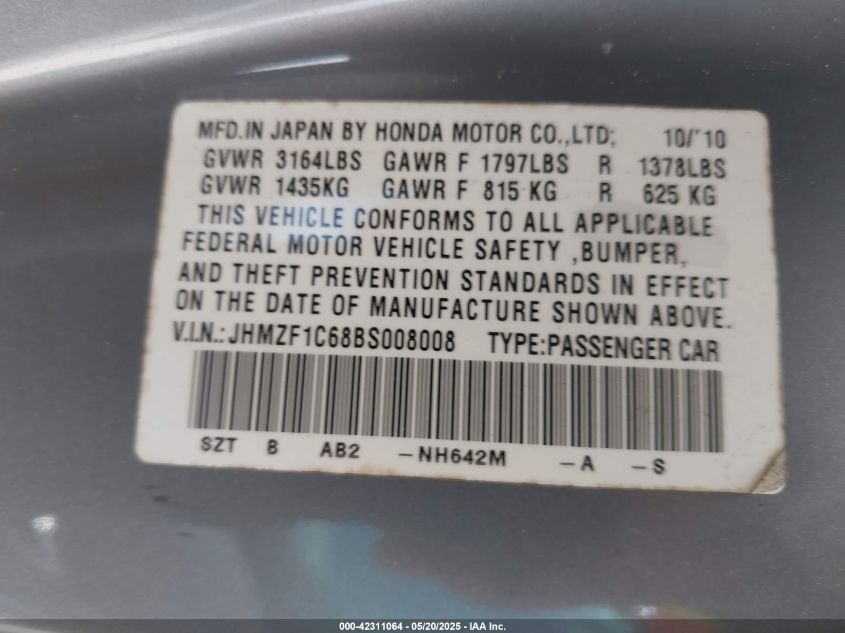 MFD. IN JAPAN BY HONDA MOTOR CO.,LTD; 10/'10
GVWR 3164LBS GAWR F 1797LBS R 1378LBS
GVWR 1435KG GAWR F 815 KG R 625 KG
THIS VEHICLE CONFORMS TO ALL APPLICABLE
FEDERAL MOTOR VEHICLE SAFETY ,BUMPER,
AND THEFT PREVENTION STANDARDS IN EFFECT
ON THE DATE OF MANUFACTURE SHOWN ABOVE.
V.I.N.: JHMZF1C68BS008008 TYPE:PASSENGER CAR
SZT B AB2 -NH642M -A -S
000-42311064 - 05/20/2025 - IAA Inc.